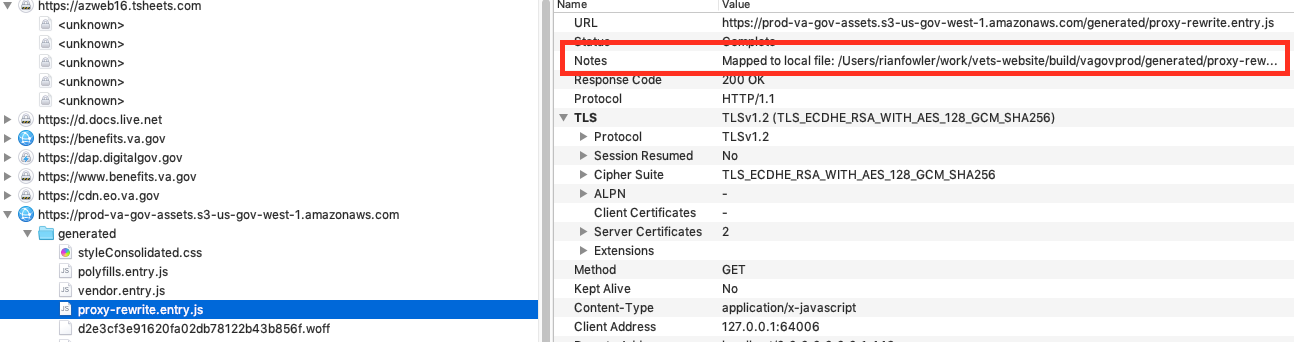 https://azweb16.tsheets.com
<unknown>
<unknown>
<unknown>
<unknown>
<unknown>
https://d.docs.live.net
https://benefits.va.gov
https://dap.digitalgov.gov
https://www.benefits.va.gov
https://cdn.eo.va.gov
https://prod-va-gov-assets.s3-us-gov-west-1.amazonaws.com
generated
styleConsolidated.css
polyfills.entry.js
vendor.entry.js
proxy-rewrite.entry.js
d2e3cf3e91620fa02db78122b43b856f.woff
Name Value
URL https://prod-va-gov-assets.s3-us-gov-west-1.amazonaws.com/generated/proxy-rewrite.entry.js
Status Complete
Notes Mapped to local file: /Users/rianfowler/work/vets-website/build/vagovprod/generated/proxy-rew...
Response Code 200 OK
Protocol HTTP/1.1
TLS TLSv1.2 (TLS_ECDHE_RSA_WITH_AES_128_GCM_SHA256)
Protocol TLSv1.2
Session Resumed No
Cipher Suite TLS_ECDHE_RSA_WITH_AES_128_GCM_SHA256
ALPN -
Client Certificates -
Server Certificates 2
Extensions
Method GET
Kept Alive No
Content-Type application/x-javascript
Client Address 127.0.0.1:64006